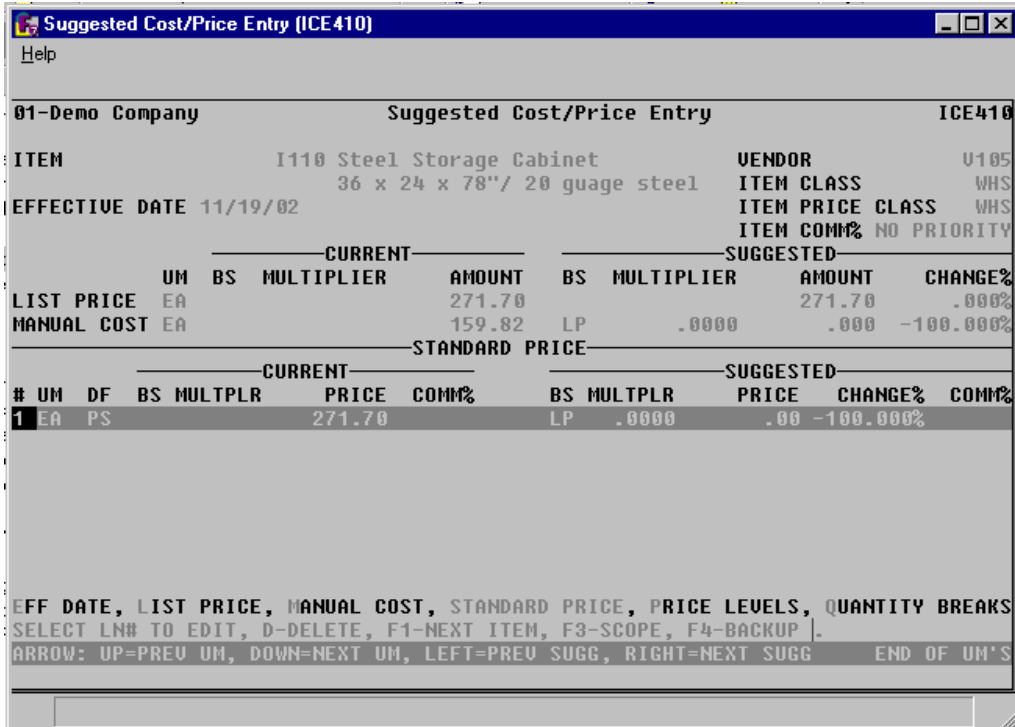 Suggested Cost/Price Entry (ICE410)
Help
01-Demo Company Suggested Cost/Price Entry ICE410
ITEM I110 Steel Storage Cabinet VENDOR V105
36 x 24 x 78"/ 20 guage steel ITEM CLASS WHS
EFFECTIVE DATE 11/19/02 ITEM PRICE CLASS WHS
ITEM COMM% NO PRIORITY
CURRENT SUGGESTED
UM BS MULTIPLIER AMOUNT BS MULTIPLIER AMOUNT CHANGE%
LIST PRICE EA 271.70 271.70 .000%
MANUAL COST EA 159.82 LP .0000 .000 -100.000%
STANDARD PRICE
CURRENT SUGGESTED
# UM DF BS MULTPLR PRICE COMM% BS MULTPLR PRICE CHANGE% COMM%
1 EA PS 271.70 LP .0000 .00 -100.000%
EFF DATE, LIST PRICE, MANUAL COST, STANDARD PRICE, PRICE LEVELS, QUANTITY BREAKS
SELECT LN# TO EDIT, D-DELETE, F1-NEXT ITEM, F3-SCOPE, F4-BACKUP .
ARROW: UP=PREV UM, DOWN=NEXT UM, LEFT=PREV SUGG, RIGHT=NEXT SUGG END OF UM'S